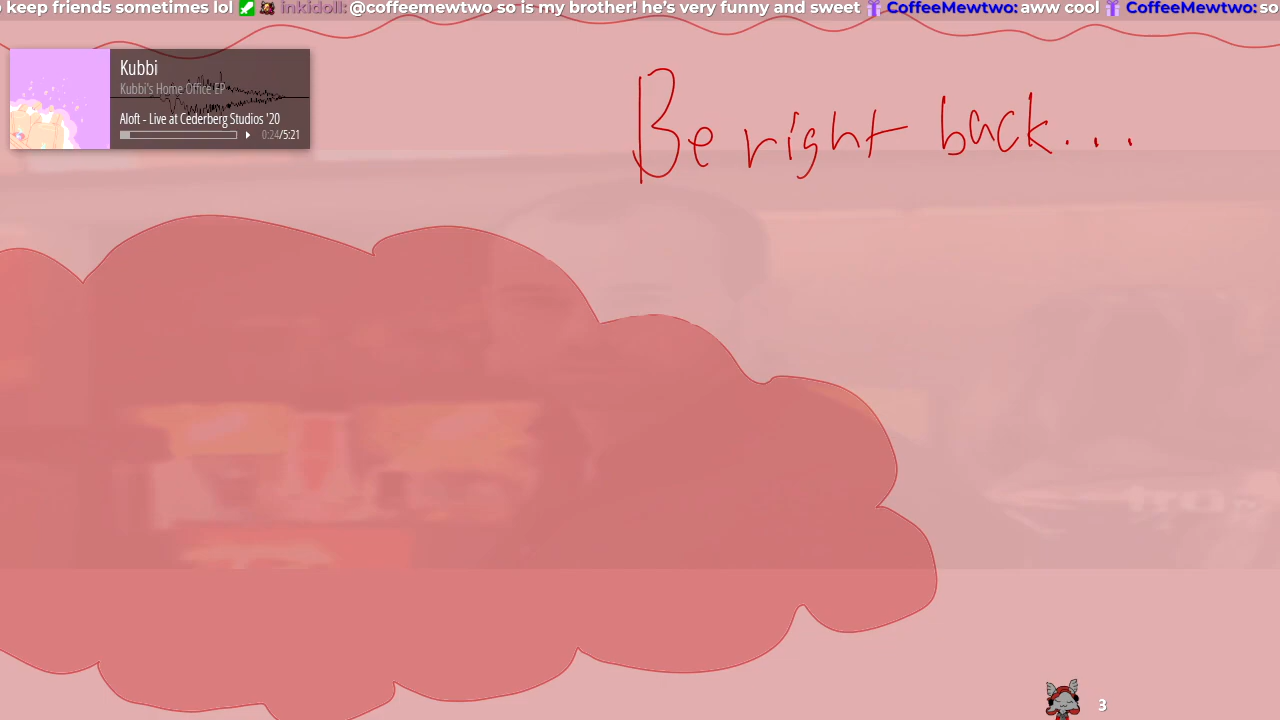 keep friends sometimes lol inkidoll: @coffeemewtwo so is my brother! he's very funny and sweet CoffeeMewtwo: aww cool CoffeeMewtwo: so
Kubbi
Kubbi's Home Office EP
Aloft - Live at Cederberg Studios '20
0:24/5:21
Be right back...
3